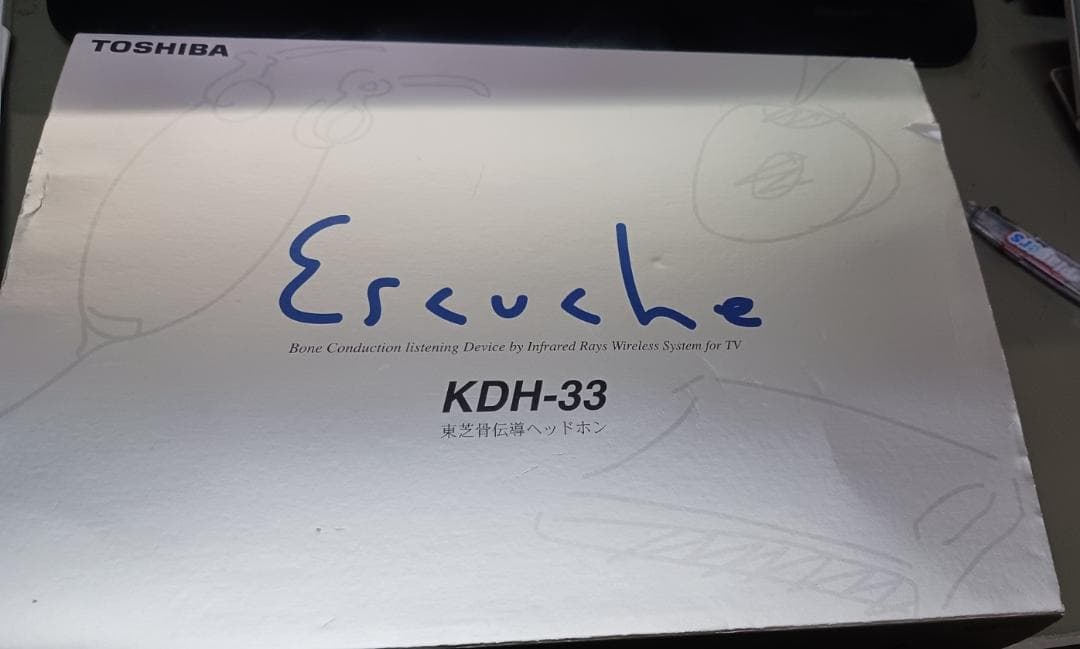 TOSHIBA
Escuche
Bone Conduction listening Device by Infrared Rays Wireless System for TV
KDH-33
東芝骨伝導ヘッドホン